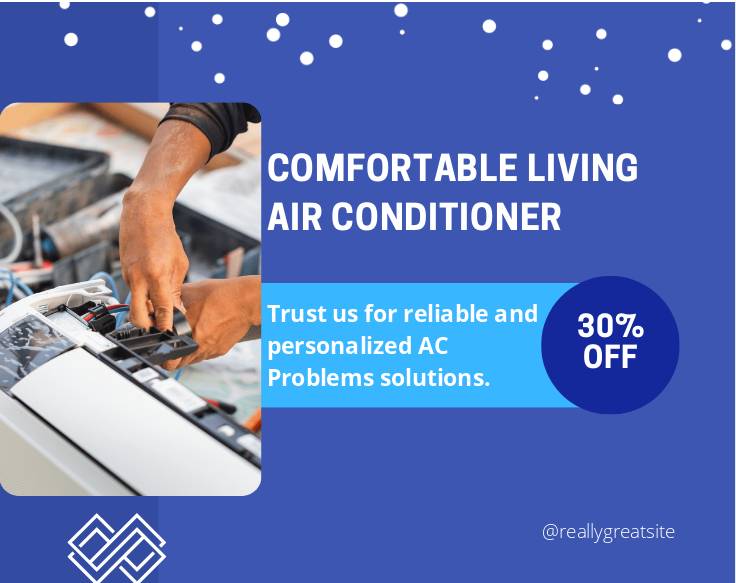 COMFORTABLE LIVING
AIR CONDITIONER
Trust us for reliable and
personalized AC
Problems solutions.
30%
OFF
@reallygreatsite